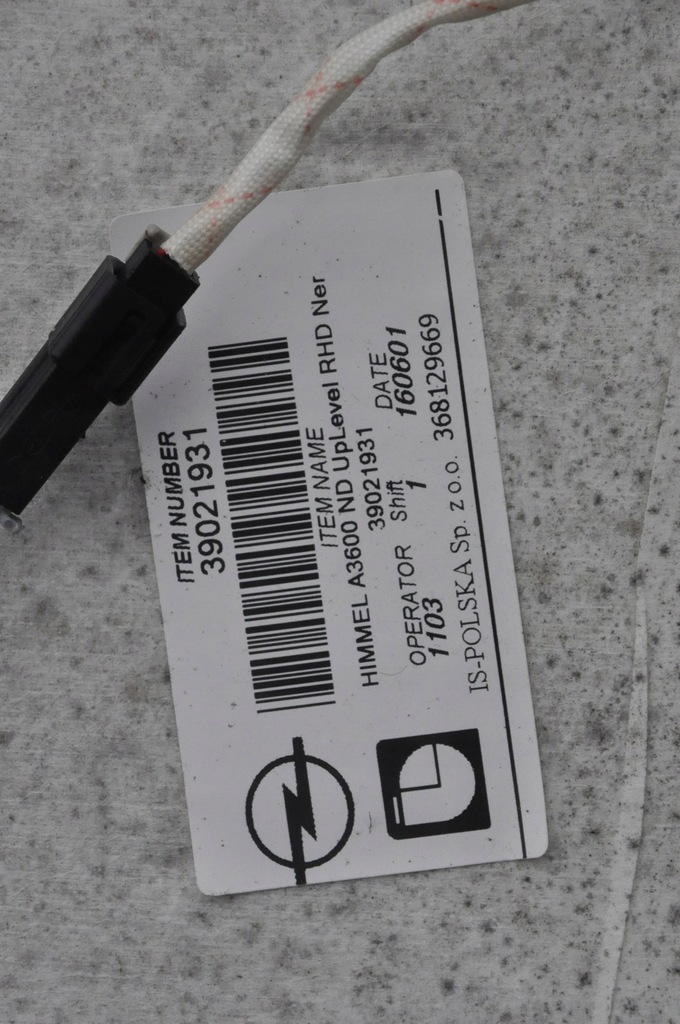 ITEM NUMBER
39021931
ITEM NAME
HIMMEL A3600 ND UpLevel RHD Ner
39021931
OPERATOR Shift DATE
1103 1 160601
IS-POLSKA Sp. z o.o. 368129669